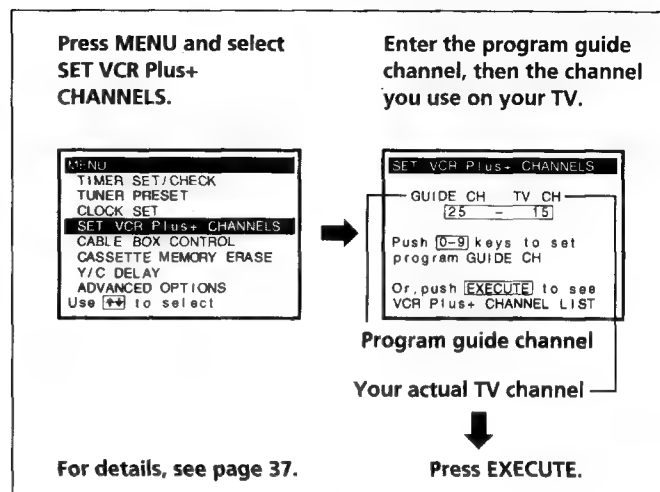 Press MENU and select
SET VCR Plus+
CHANNELS.
MENU
TIMER SET/CHECK
TUNER PRESET
CLOCK SET
SET VCR Plus+ CHANNELS
CABLE BOX CONTROL
CASSETTE MEMORY ERASE
Y/C DELAY
ADVANCED OPTIONS
Use ↑↓ to select
For details, see page 37.
Enter the program guide
channel, then the channel
you use on your TV.
SET VCR Plus+ CHANNELS
GUIDE CH TV CH
25 – 15
Push 0-9 keys to set
program GUIDE CH
Or, push EXECUTE to see
VCR Plus+ CHANNEL LIST
Program guide channel
Your actual TV channel
Press EXECUTE.